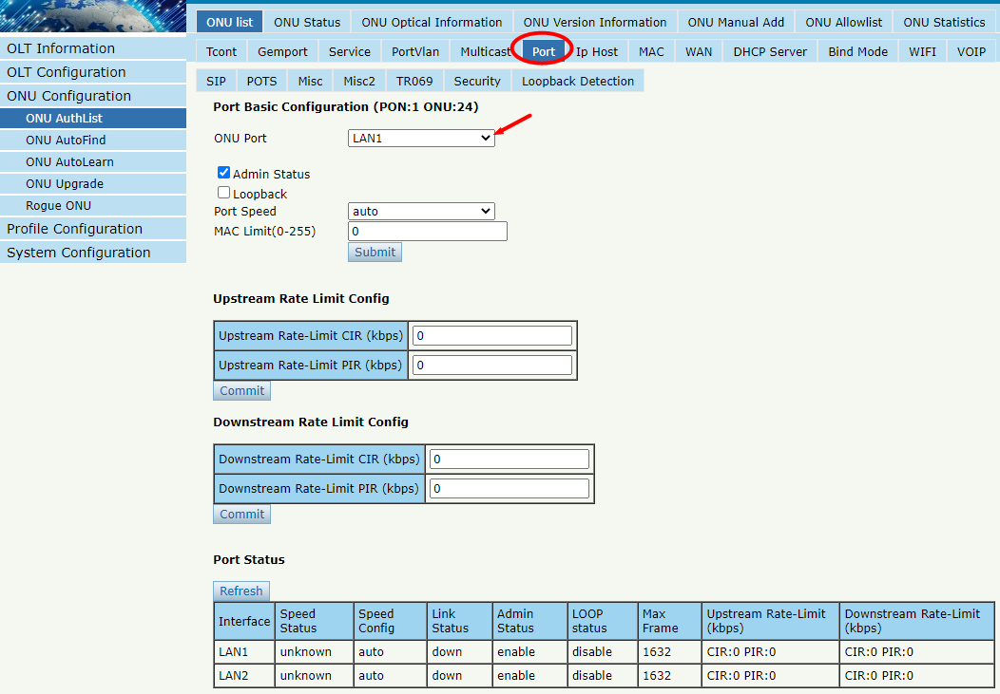 ONU list ONU Status ONU Optical Information ONU Version Information ONU Manual Add ONU Allowlist ONU Statistics
OLT Information
OLT Configuration
ONU Configuration
ONU AuthList
ONU AutoFind
ONU AutoLearn
ONU Upgrade
Rogue ONU
Profile Configuration
System Configuration
Tcont Gemport Service PortVlan Multicast Port Ip Host MAC WAN DHCP Server Bind Mode WIFI VOIP
SIP POTS Misc Misc2 TR069 Security Loopback Detection
Port Basic Configuration (PON:1 ONU:24)
ONU Port LAN1
Admin Status
Loopback
Port Speed auto
MAC Limit(0-255) 0
Submit
Upstream Rate Limit Config
Upstream Rate-Limit CIR (kbps) 0
Upstream Rate-Limit PIR (kbps) 0
Commit
Downstream Rate Limit Config
Downstream Rate-Limit CIR (kbps) 0
Downstream Rate-Limit PIR (kbps) 0
Commit
Port Status
Refresh
Interface Speed Status Speed Config Link Status Admin Status LOOP status Max Frame Upstream Rate-Limit (kbps) Downstream Rate-Limit (kbps)
LAN1 unknown auto down enable disable 1632 CIR:0 PIR:0 CIR:0 PIR:0
LAN2 unknown auto down enable disable 1632 CIR:0 PIR:0 CIR:0 PIR:0